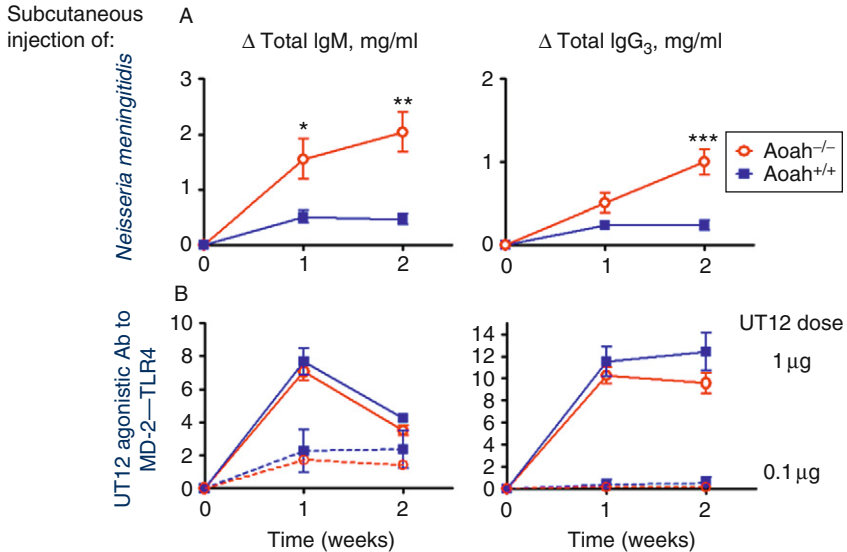 Subcutaneous
injection of:
A
Δ Total IgM, mg/ml
Δ Total IgG₃, mg/ml
Neisseria meningitidis
3
2
1
0
0 1 2
*
**
2
1
0
0 1 2
***
Aoah⁻/⁻
Aoah⁺/⁺
B
UT12 agonistic Ab to
MD-2—TLR4
10
8
6
4
2
0
0 1 2
Time (weeks)
14
12
10
8
6
4
2
0
0 1 2
Time (weeks)
UT12 dose
1 μg
0.1 μg